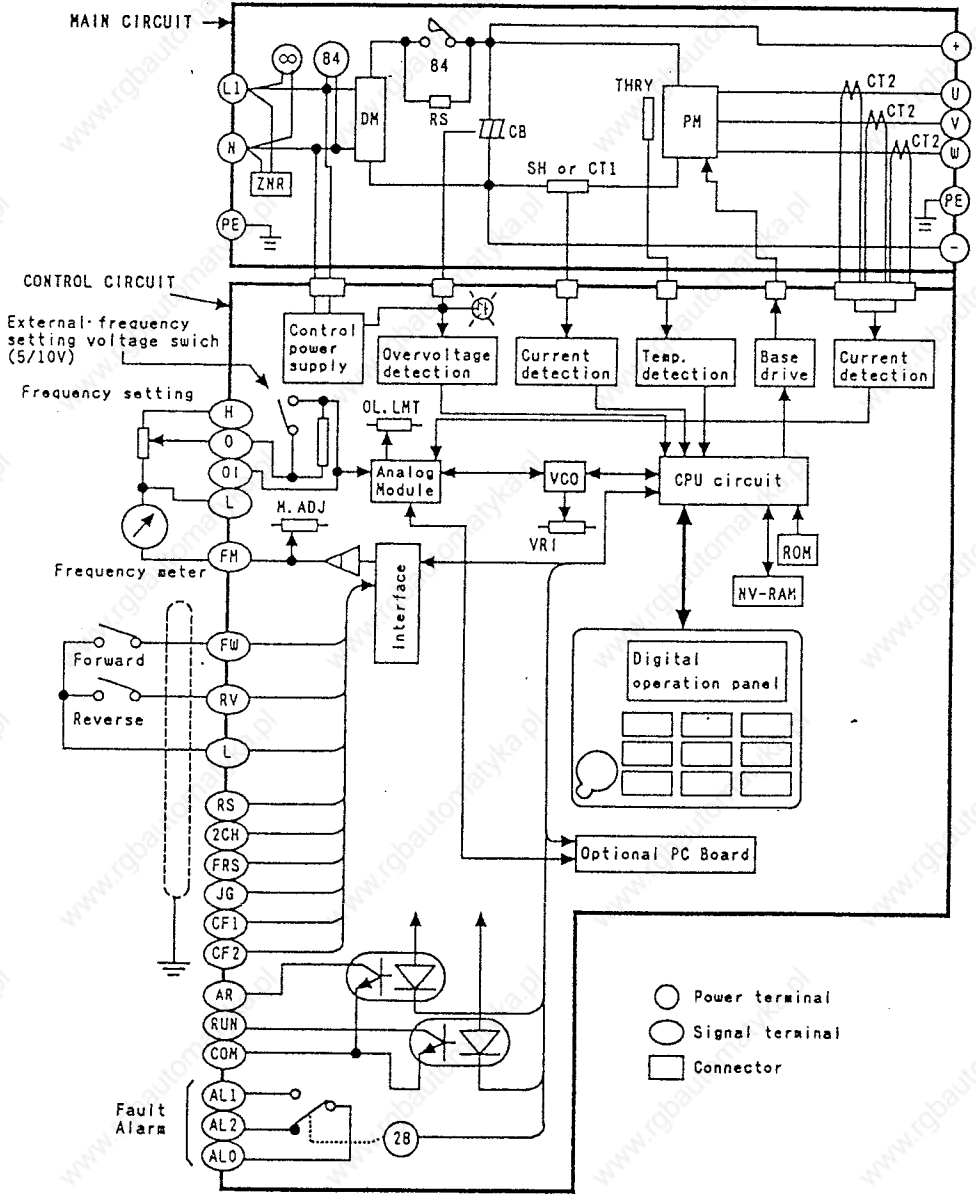 MAIN CIRCUIT
L1
N
PE
84
ZNR
DM
84
RS
CB
SH or CT1
THRY
PM
CT2
CT2
CT2
+
U
V
W
PE
-
CONTROL CIRCUIT
External·frequency
setting voltage swich
(5/10V)
Frequency setting
Control
power
supply
Overvoltage
detection
Current
detection
Temp.
detection
Base
drive
Current
detection
H
O
OI
L
OL.LMT
Analog
Module
VCO
CPU circuit
M.ADJ
VR1
ROM
NV-RAM
FM
Frequency meter
Interface
FW
Forward
RV
Reverse
L
Digital
operation panel
RS
2CH
FRS
JG
CF1
CF2
Optional PC Board
AR
RUN
COM
AL1
AL2
AL0
Fault
Alarm
28
Power terminal
Signal terminal
Connector
www.rgbautomatyka.pl